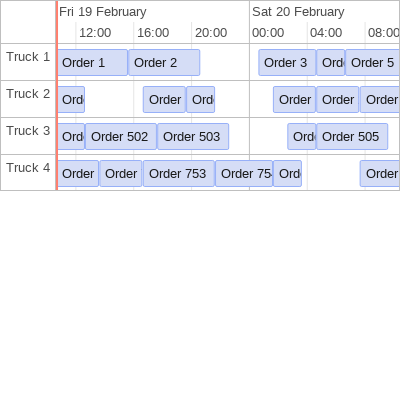 Fri 19 February Sat 20 February
12:00 16:00 20:00 00:00 04:00 08:00
Truck 1 Order 1 Order 2 Order 3 Ord Order 5
Truck 2 Ord Order Ord Order Order Order
Truck 3 Ord Order 502 Order 503 Ord Order 505
Truck 4 Order Order Order 753 Order 75 Ord Order